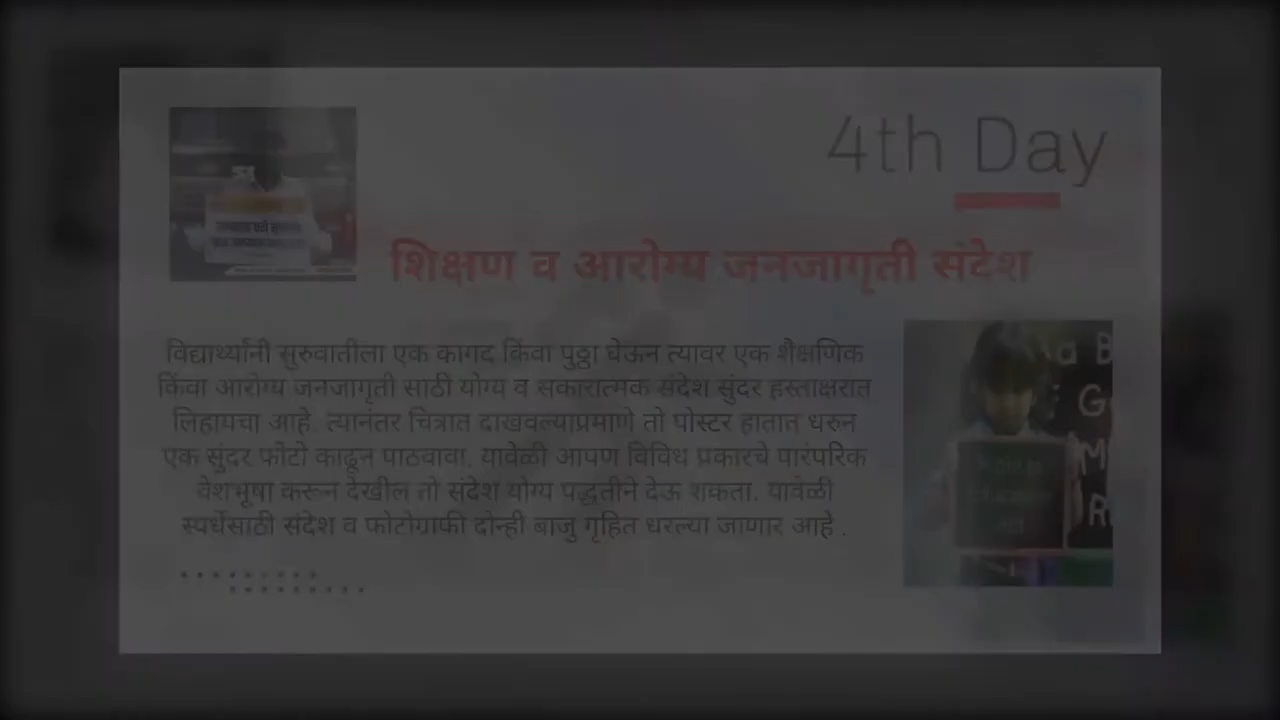 4th Day
शिक्षण व आरोग्य जनजागृती संदेश
विद्यार्थ्यांनी सुरुवातीला एक कागद किंवा पुठ्ठा घेऊन त्यावर एक शैक्षणिक
किंवा आरोग्य जनजागृती साठी योग्य व सकारात्मक संदेश सुंदर हस्ताक्षरात
लिहायचा आहे. त्यानंतर चित्रात दाखवल्याप्रमाणे तो पोस्टर हातात धरुन
एक सुंदर फोटो काढून पाठवावा. यावेळी आपण विविध प्रकारचे पारंपरिक
वेशभूषा करून देखील तो संदेश योग्य पद्धतीने देऊ शकता. यावेळी
स्पर्धेसाठी संदेश व फोटोग्राफी दोन्ही बाजु गृहित धरल्या जाणार आहे .